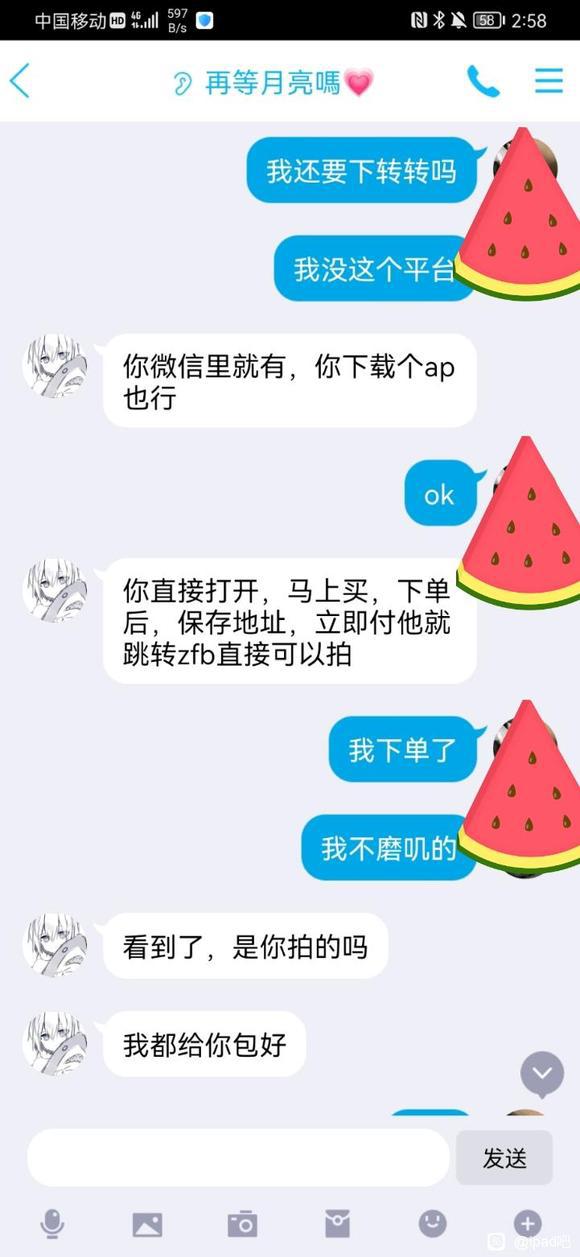 中国移动 HD 4G 597 B/s 58 2:58
再等月亮嗎
我还要下转转吗
我没这个平台
你微信里就有，你下载个ap
也行
ok
你直接打开，马上买，下单
后，保存地址，立即付他就
跳转zfb直接可以拍
我下单了
我不磨叽的
看到了，是你拍的吗
我都给你包好
发送
@ipad吧